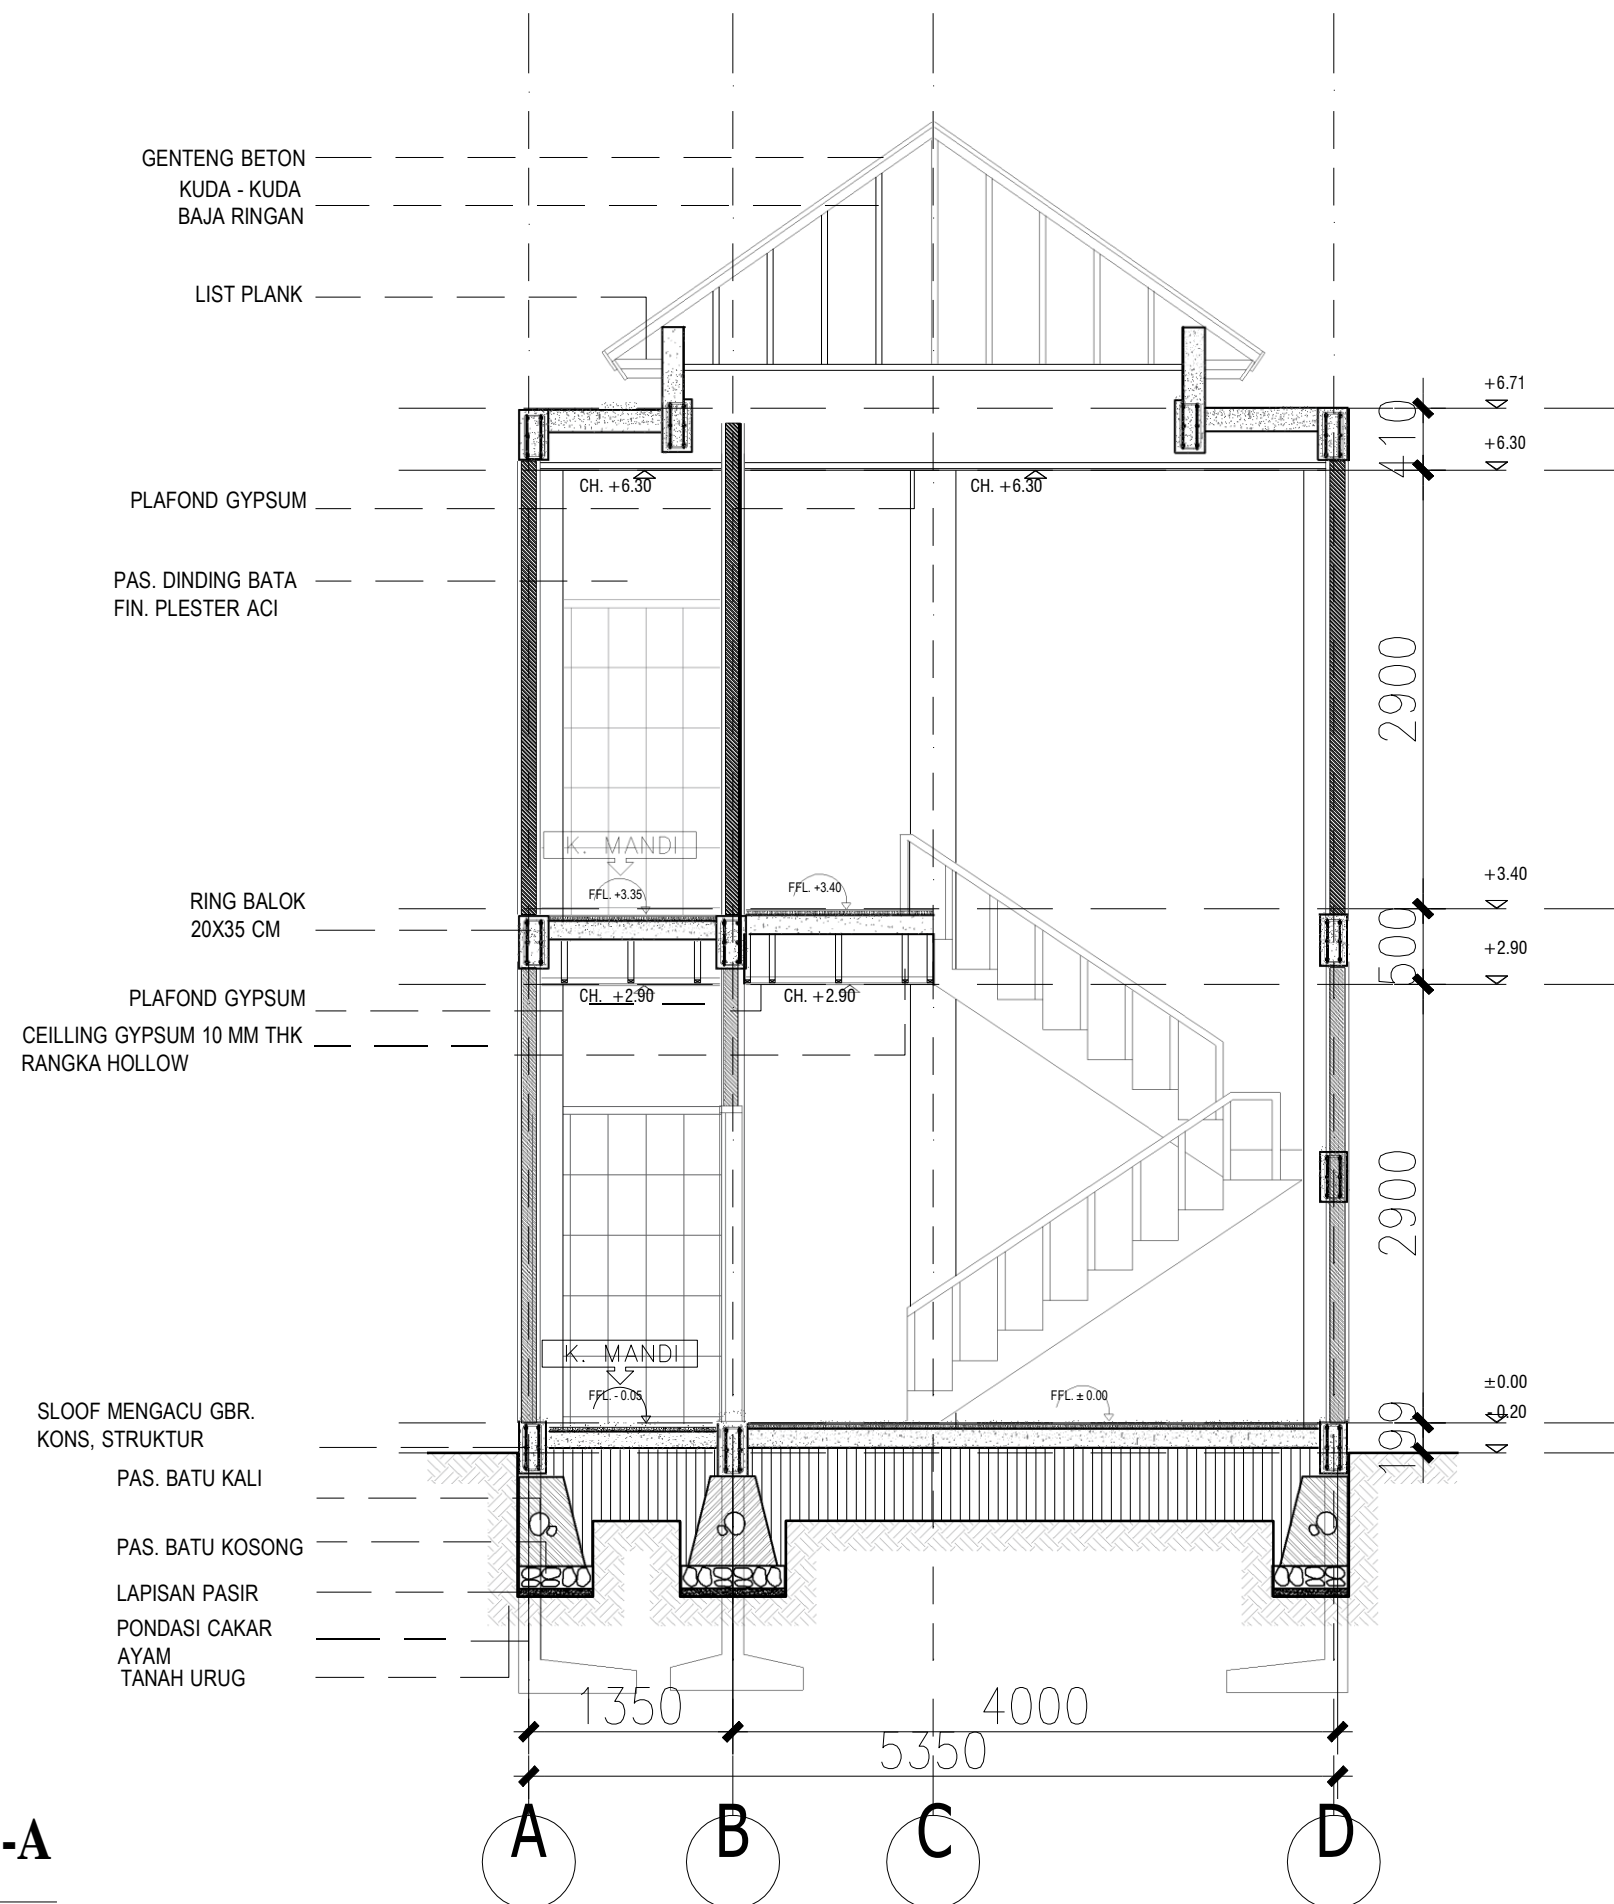 GENTENG BETON
KUDA - KUDA
BAJA RINGAN
LIST PLANK
+6.71
410
+6.30
CH. +6.30
CH. +6.30
PLAFOND GYPSUM
PAS. DINDING BATA
FIN. PLESTER ACI
2900
K. MANDI
+3.40
FFL. +3.35
FFL. +3.40
RING BALOK
20X35 CM
500
+2.90
PLAFOND GYPSUM
CH. +2.90
CH. +2.90
CEILLING GYPSUM 10 MM THK
RANGKA HOLLOW
2900
K. MANDI
±0.00
FFL. - 0.05
FFL. ± 0.00
SLOOF MENGACU GBR.
KONS, STRUKTUR
-0.20
199
PAS. BATU KALI
PAS. BATU KOSONG
LAPISAN PASIR
PONDASI CAKAR
AYAM
TANAH URUG
1350
4000
5350
A
B
C
D
-A